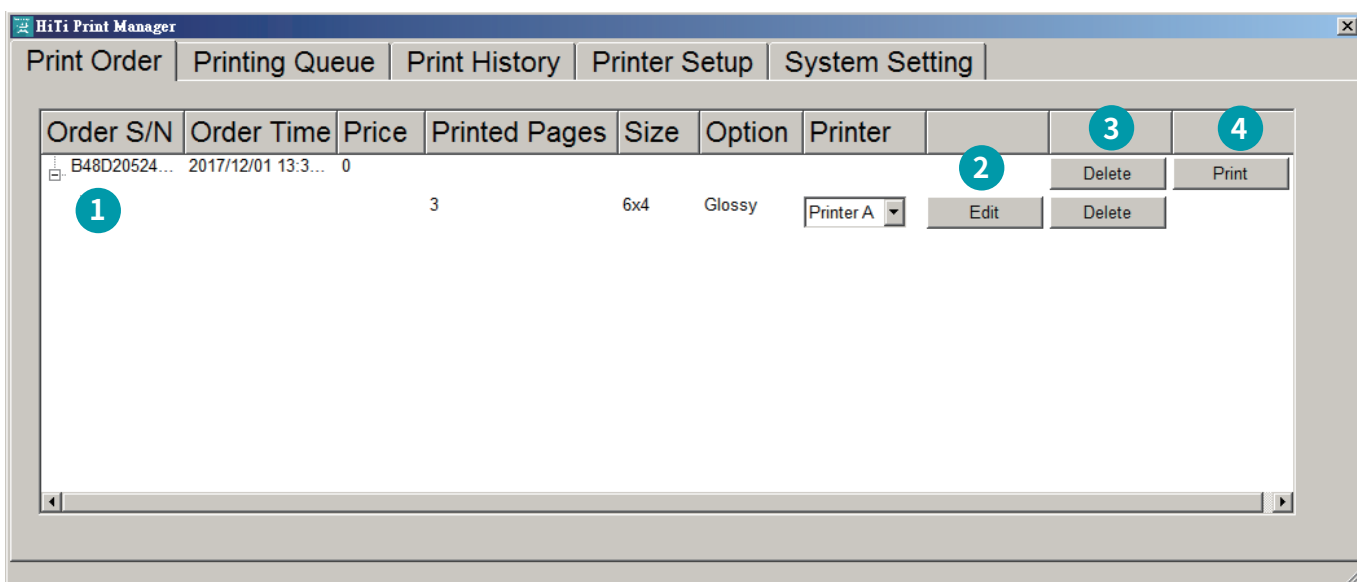 HiTi Print Manager
Print Order Printing Queue Print History Printer Setup System Setting
Order S/N Order Time Price Printed Pages Size Option Printer 3 4
B48D20524... 2017/12/01 13:3... 0 2 Delete Print
1 3 6x4 Glossy Printer A Edit Delete